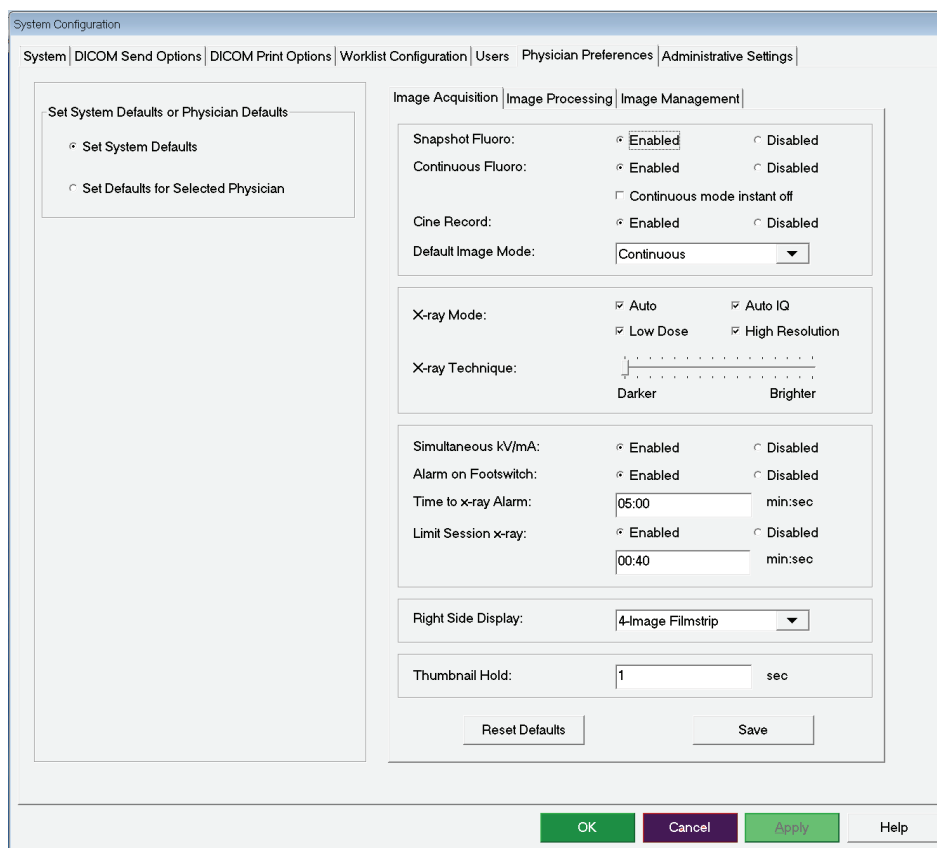 System Configuration
System DICOM Send Options DICOM Print Options Worklist Configuration Users Physician Preferences Administrative Settings
Set System Defaults or Physician Defaults
Set System Defaults
Set Defaults for Selected Physician
Image Acquisition Image Processing Image Management
Snapshot Fluoro: Enabled Disabled
Continuous Fluoro: Enabled Disabled
Continuous mode instant off
Cine Record: Enabled Disabled
Default Image Mode: Continuous
X-ray Mode: Auto Auto IQ
Low Dose High Resolution
X-ray Technique:
Darker Brighter
Simultaneous kV/mA: Enabled Disabled
Alarm on Footswitch: Enabled Disabled
Time to x-ray Alarm: 05:00 min:sec
Limit Session x-ray: Enabled Disabled
00:40 min:sec
Right Side Display: 4-Image Filmstrip
Thumbnail Hold: 1 sec
Reset Defaults Save
OK Cancel Apply Help